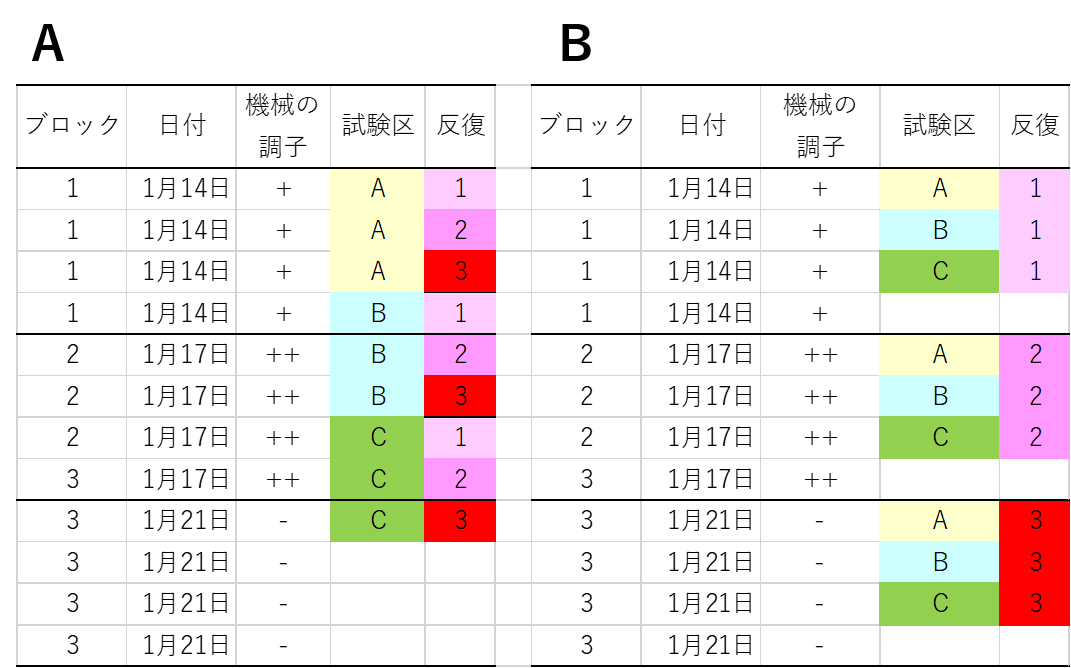 A B
ブロック 日付 機械の調子 試験区 反復 ブロック 日付 機械の調子 試験区 反復
1 1月14日 + A 1 1 1月14日 + A 1
1 1月14日 + A 2 1 1月14日 + B 1
1 1月14日 + A 3 1 1月14日 + C 1
1 1月14日 + B 1 1 1月14日 +
2 1月17日 ++ B 2 2 1月17日 ++ A 2
2 1月17日 ++ B 3 2 1月17日 ++ B 2
2 1月17日 ++ C 1 2 1月17日 ++ C 2
3 1月17日 ++ C 2 3 1月17日 ++
3 1月21日 - C 3 3 1月21日 - A 3
3 1月21日 - 3 1月21日 - B 3
3 1月21日 - 3 1月21日 - C 3
3 1月21日 - 3 1月21日 -